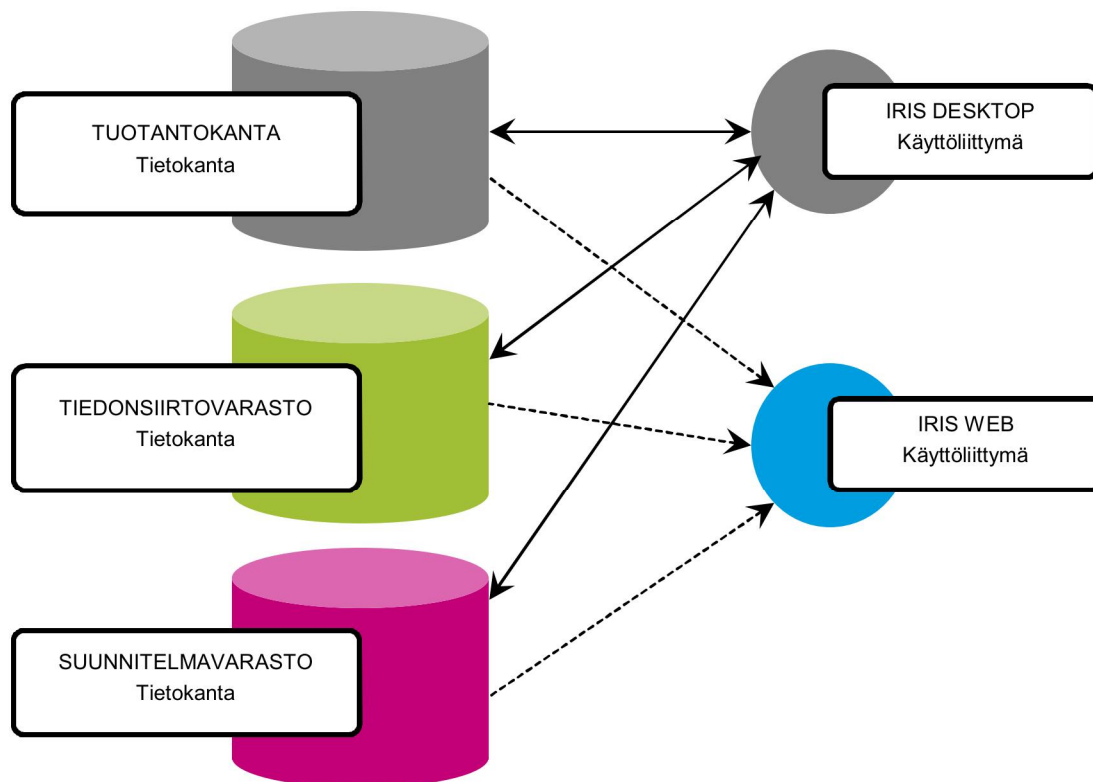 TUOTANTOKANTA
Tietokanta
IRIS DESKTOP
Käyttöliittymä
TIEDONSIIRTOVARASTO
Tietokanta
IRIS WEB
Käyttöliittymä
SUUNNITELMAVARASTO
Tietokanta